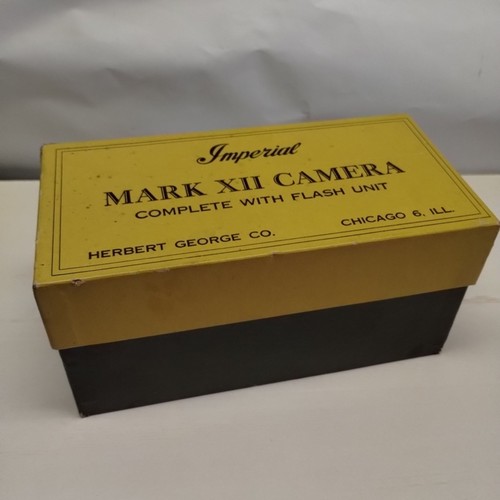 Imperial
MARK XII CAMERA
COMPLETE WITH FLASH UNIT
HERBERT GEORGE CO. CHICAGO 6, ILL.